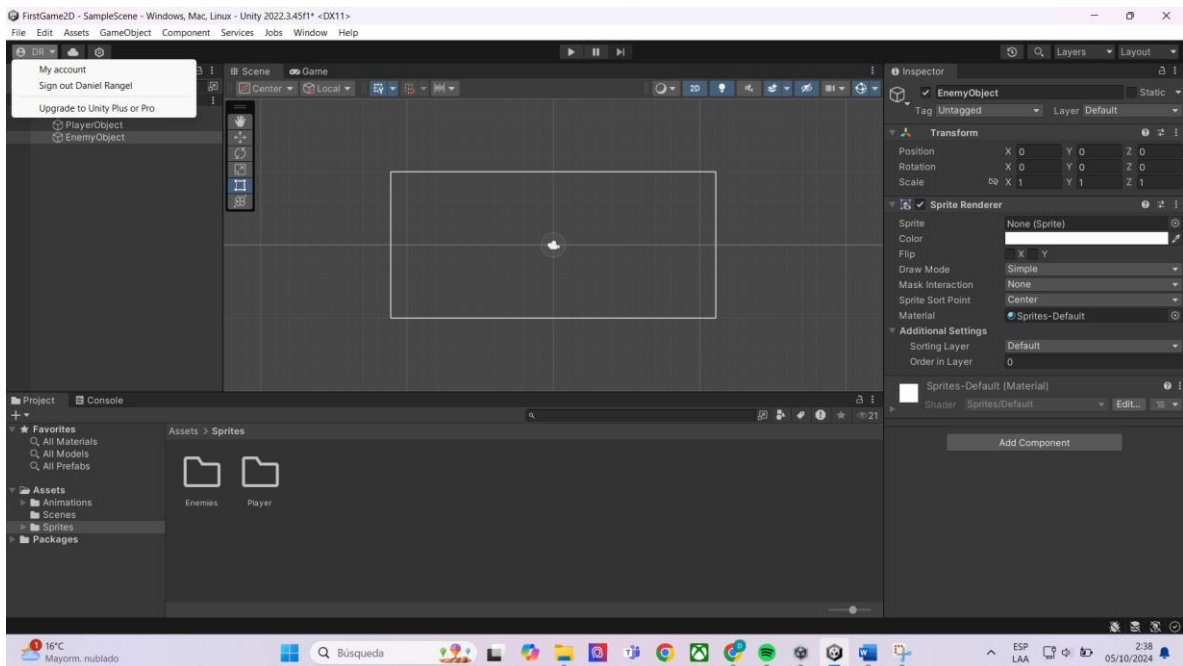 FirstGame2D - SampleScene - Windows, Mac, Linux - Unity 2022.3.45f1* <DX11>
File Edit Assets GameObject Component Services Jobs Window Help
DR
Layers
Layout
My account
Sign out Daniel Rangel
Upgrade to Unity Plus or Pro
PlayerObject
EnemyObject
Scene
Game
Center
Local
2D
Inspector
EnemyObject
Static
Tag Untagged
Layer Default
Transform
Position X 0 Y 0 Z 0
Rotation X 0 Y 0 Z 0
Scale X 1 Y 1 Z 1
Sprite Renderer
Sprite None (Sprite)
Color
Flip X Y
Draw Mode Simple
Mask Interaction None
Sprite Sort Point Center
Material Sprites-Default
Additional Settings
Sorting Layer Default
Order in Layer 0
Sprites-Default (Material)
Shader Sprites/Default Edit...
Add Component
Project
Console
21
Favorites
All Materials
All Models
All Prefabs
Assets
Animations
Scenes
Sprites
Packages
Assets > Sprites
Enemies
Player
1
16°C
Mayorm. nublado
Búsqueda
ESP
LAA
2:38
05/10/2024